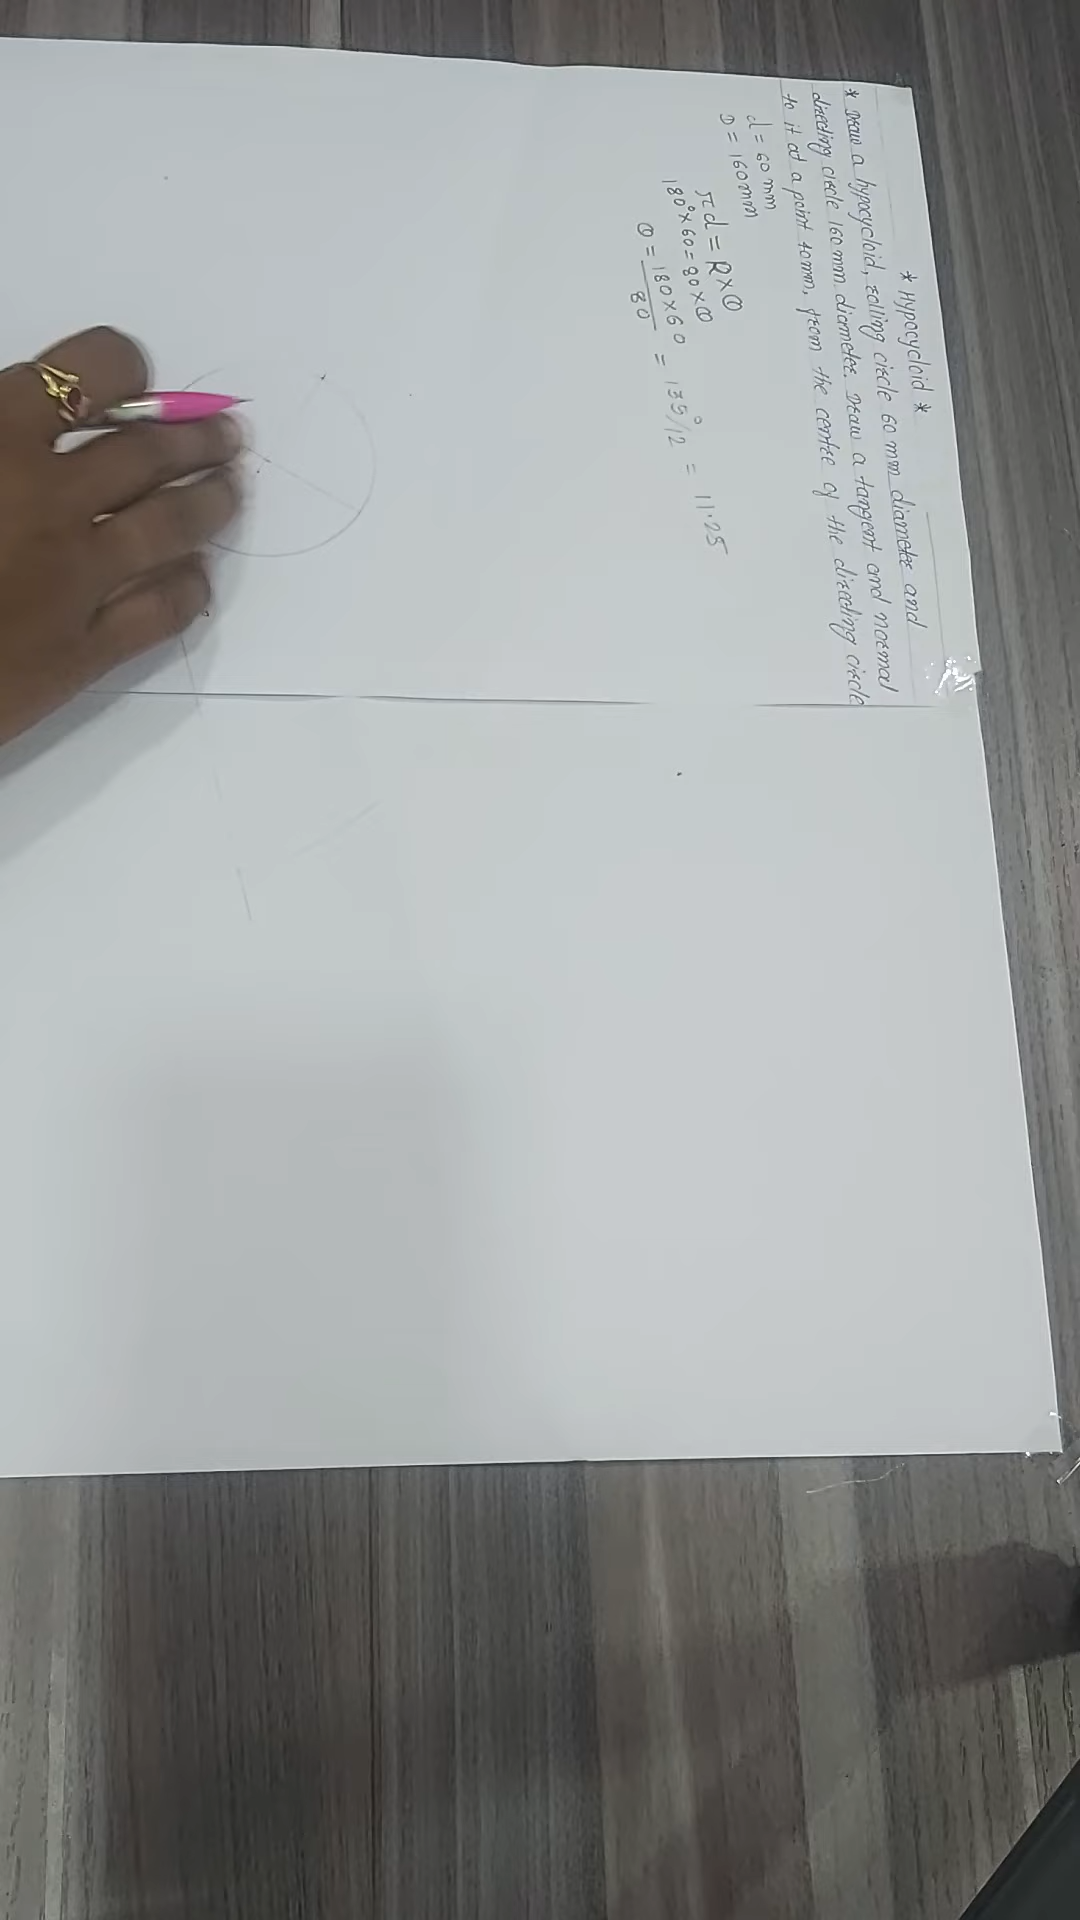 * Hypocycloid *
* Draw a hypocycloid, rolling circle 60 mm diameter and
directing circle 160 mm diameter. Draw a tangent and normal
to it at a point 40mm, from the centre of the directing circle
d = 60 mm
D = 160mm
πd = R×θ
180°×60 = 80×θ
θ = 180×60/80 = 135°/12 = 11.25